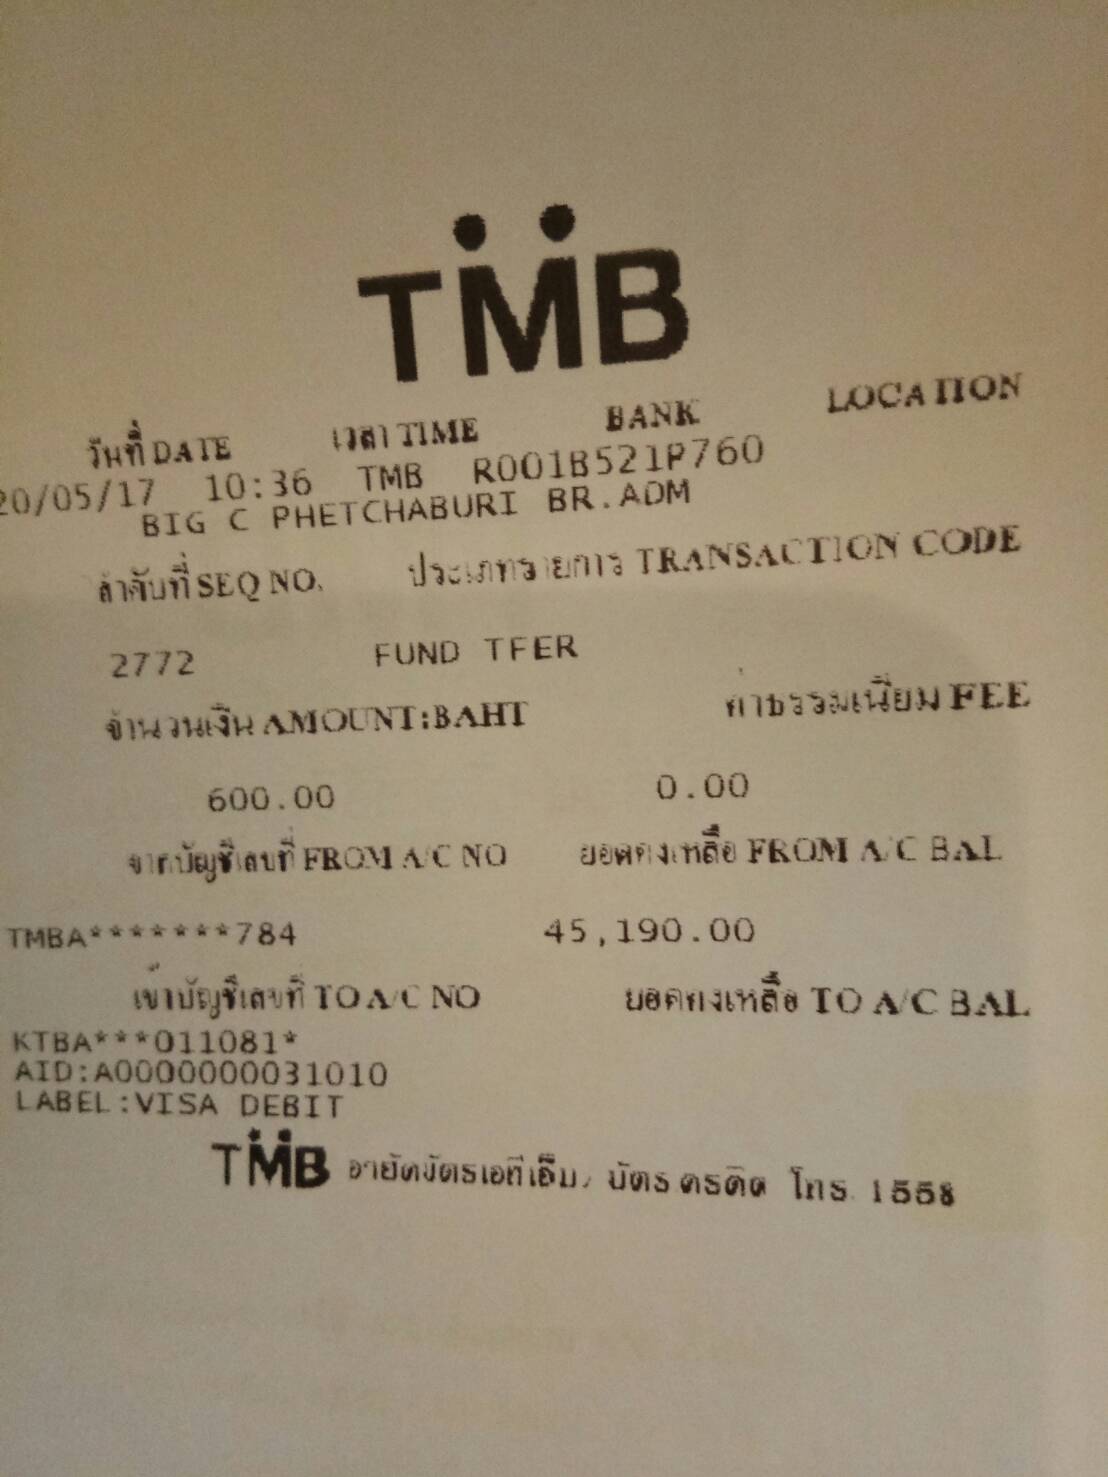 TMB
วันที่ DATE เวลา TIME BANK LOCATION
20/05/17 10:36 TMB R001B521P760
BIG C PHETCHABURI BR.ADM
ลำดับที่ SEQ NO. ประเภทรายการ TRANSACTION CODE
2772 FUND TFER
จำนวนเงิน AMOUNT:BAHT ค่าธรรมเนียม FEE
600.00 0.00
จากบัญชีเลขที่ FROM A/C NO ยอดคงเหลือ FROM A/C BAL
TMBA*******784 45,190.00
เข้าบัญชีเลขที่ TO A/C NO ยอดคงเหลือ TO A/C BAL
KTBA***011081*
AID:A0000000031010
LABEL:VISA DEBIT
TMB อายัดบัตรเอทีเอ็ม, บัตรเครดิต โทร. 1558